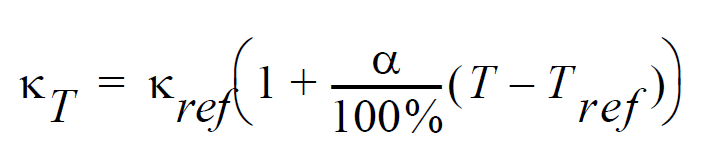 κ_T = κ_ref(1 + α/100% (T – T_ref))